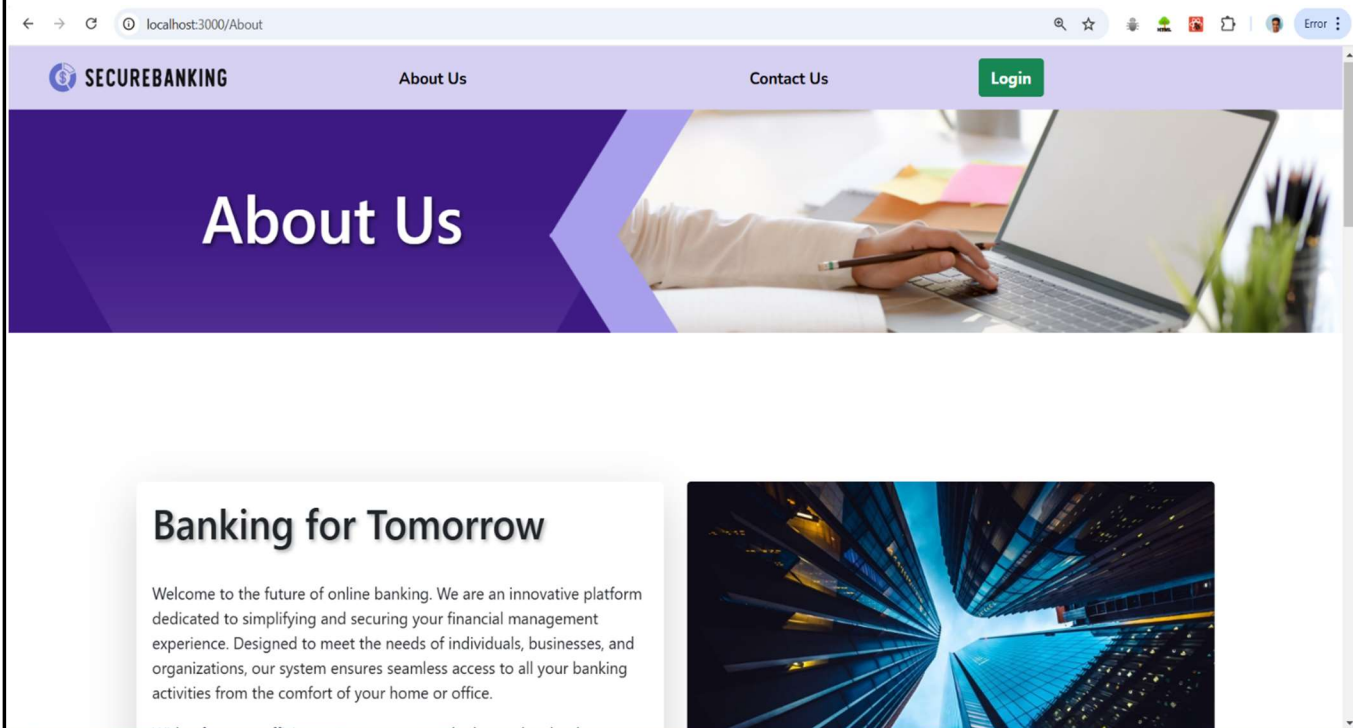 localhost:3000/About
Error
SECUREBANKING
About Us
Contact Us
Login
About Us
Banking for Tomorrow
Welcome to the future of online banking. We are an innovative platform
dedicated to simplifying and securing your financial management
experience. Designed to meet the needs of individuals, businesses, and
organizations, our system ensures seamless access to all your banking
activities from the comfort of your home or office.